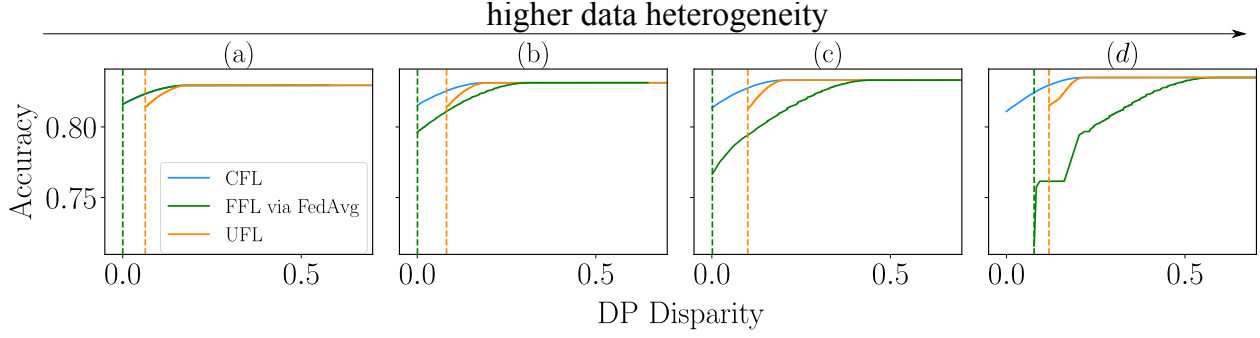 higher data heterogeneity
(a) (b) (c) (d)
Accuracy
0.80
0.75
CFL
FFL via FedAvg
UFL
0.0 0.5 0.0 0.5 0.0 0.5 0.0 0.5
DP Disparity